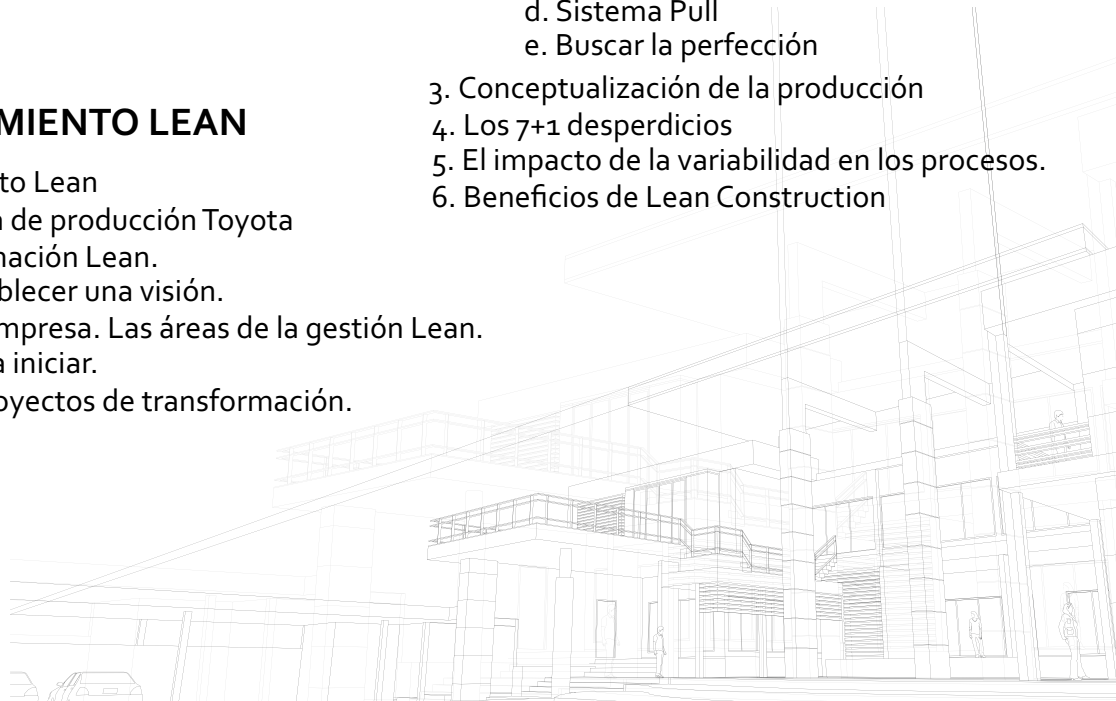 MIENTO LEAN
to Lean
de producción Toyota
mación Lean.
blecer una visión.
mpresa. Las áreas de la gestión Lean.
a iniciar.
oyectos de transformación.
d. Sistema Pull
e. Buscar la perfección
3. Conceptualización de la producción
4. Los 7+1 desperdicios
5. El impacto de la variabilidad en los procesos.
6. Beneficios de Lean Construction